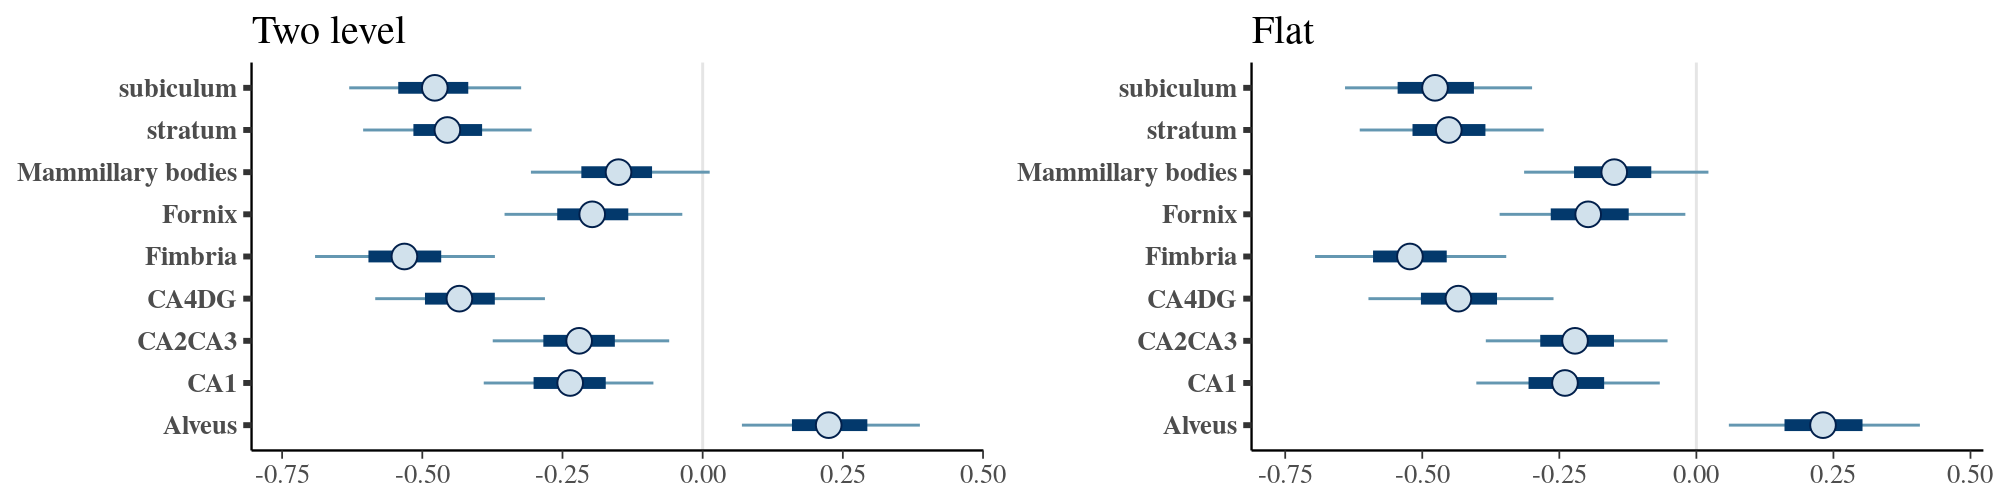 Two level
subiculum
stratum
Mammillary bodies
Fornix
Fimbria
CA4DG
CA2CA3
CA1
Alveus
-0.75 -0.50 -0.25 0.00 0.25 0.50
Flat
subiculum
stratum
Mammillary bodies
Fornix
Fimbria
CA4DG
CA2CA3
CA1
Alveus
-0.75 -0.50 -0.25 0.00 0.25 0.50